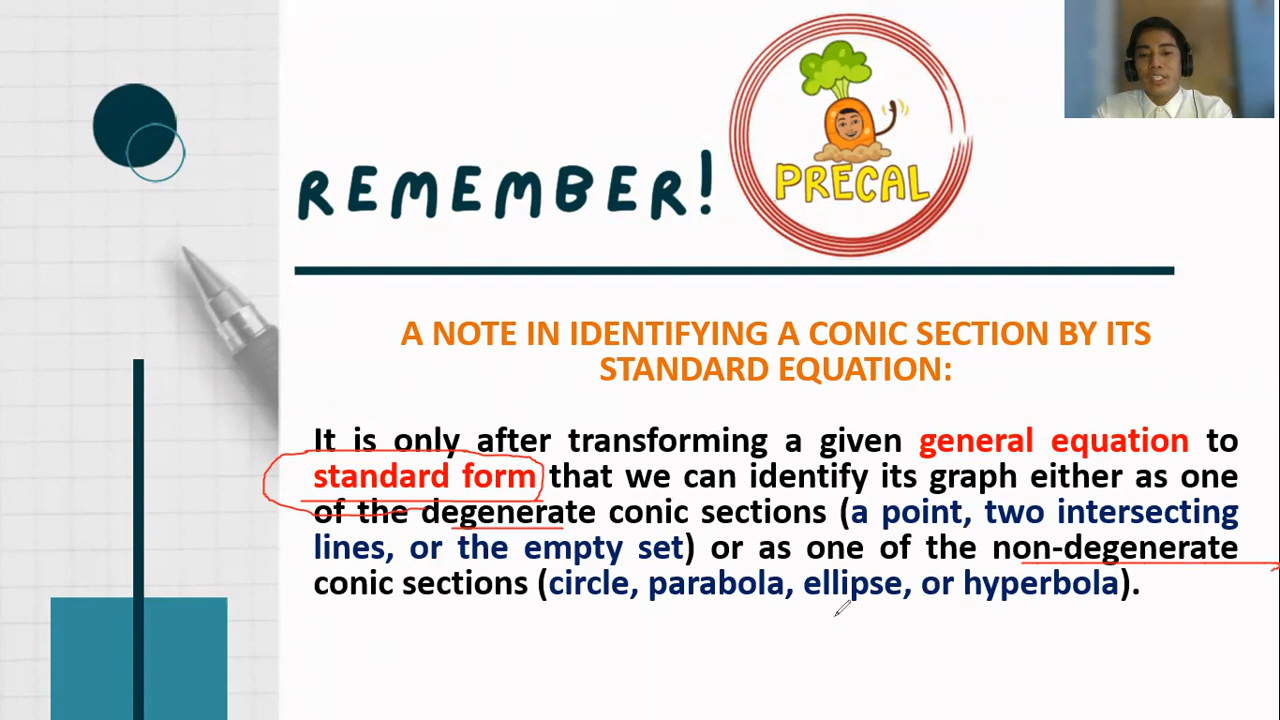 REMEMBER!
PRECAL
A NOTE IN IDENTIFYING A CONIC SECTION BY ITS
STANDARD EQUATION:
It is only after transforming a given general equation to
standard form that we can identify its graph either as one
of the degenerate conic sections (a point, two intersecting
lines, or the empty set) or as one of the non-degenerate
conic sections (circle, parabola, ellipse, or hyperbola).